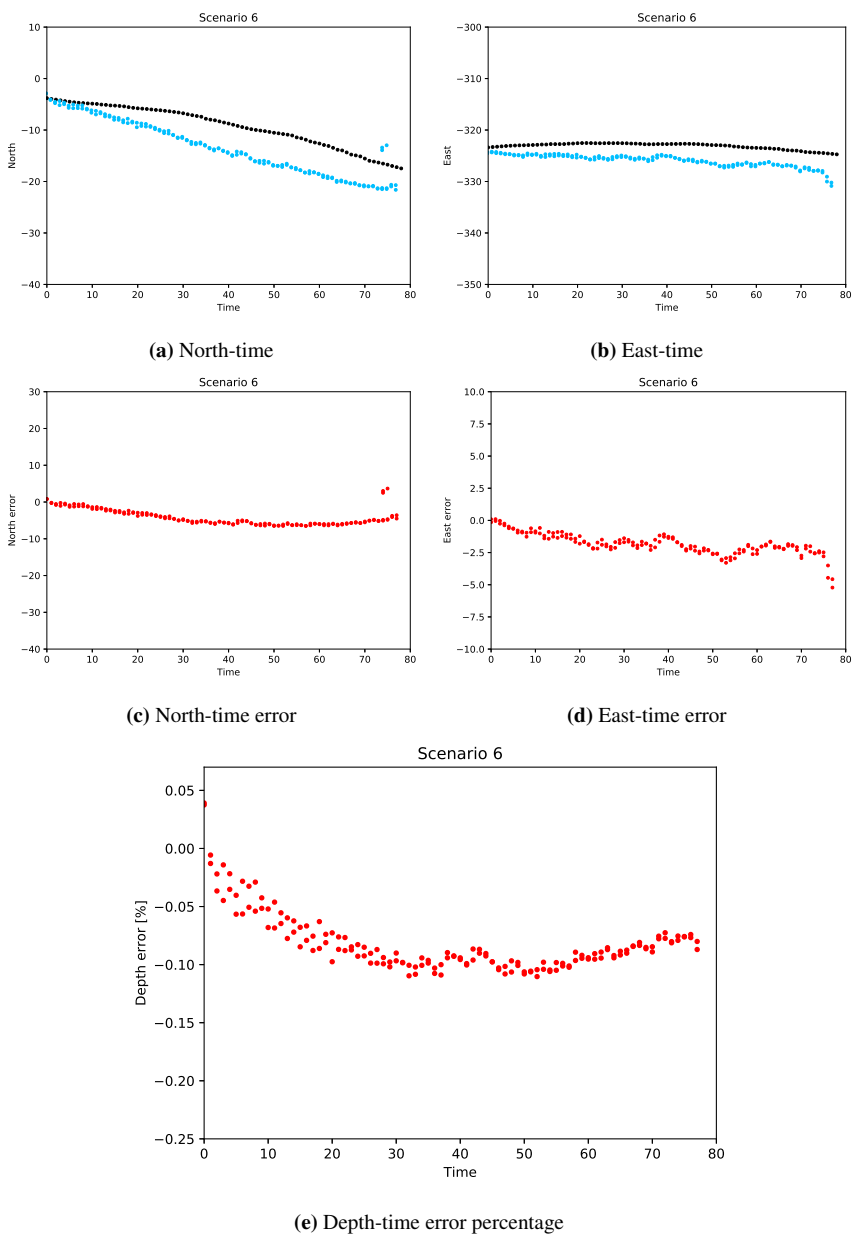 Scenario 6
10
0
−10
−20
−30
−40
North
0 10 20 30 40 50 60 70 80
Time
(a) North-time
Scenario 6
−300
−310
−320
−330
−340
−350
East
0 10 20 30 40 50 60 70 80
Time
(b) East-time
Scenario 6
30
20
10
0
−10
−20
−30
−40
North error
0 10 20 30 40 50 60 70 80
Time
(c) North-time error
Scenario 6
10.0
7.5
5.0
2.5
0.0
−2.5
−5.0
−7.5
−10.0
East error
0 10 20 30 40 50 60 70 80
Time
(d) East-time error
Scenario 6
0.05
0.00
−0.05
−0.10
−0.15
−0.20
−0.25
Depth error [%]
0 10 20 30 40 50 60 70 80
Time
(e) Depth-time error percentage